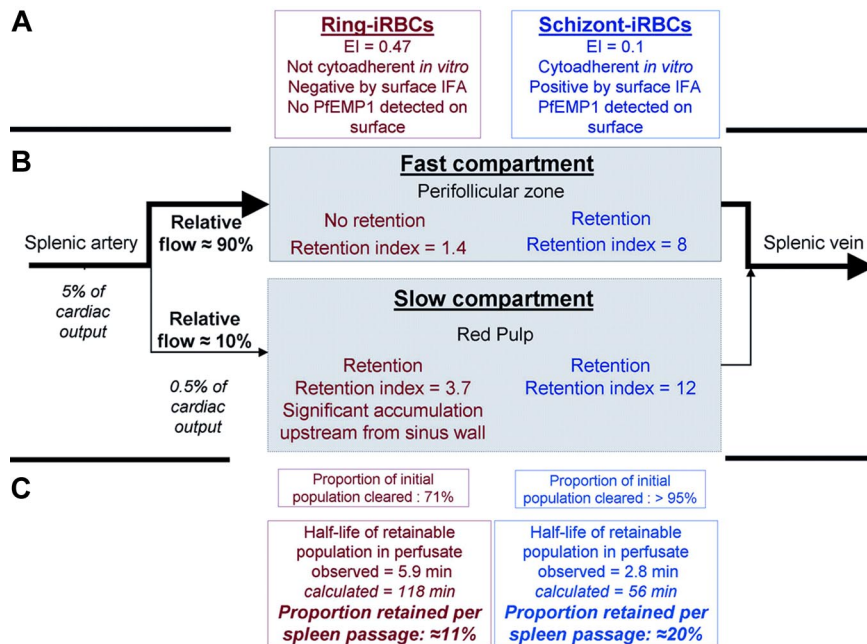 A
Ring-iRBCs
EI = 0.47
Not cytoadherent in vitro
Negative by surface IFA
No PfEMP1 detected on
surface
Schizont-iRBCs
EI = 0.1
Cytoadherent in vitro
Positive by surface IFA
PfEMP1 detected on
surface
B
Splenic artery
5% of
cardiac
output
Relative
flow ≈ 90%
Relative
flow ≈ 10%
0.5% of
cardiac
output
Fast compartment
Perifollicular zone
No retention
Retention index = 1.4
Retention
Retention index = 8
Slow compartment
Red Pulp
Retention
Retention index = 3.7
Significant accumulation
upstream from sinus wall
Retention
Retention index = 12
Splenic vein
C
Proportion of initial
population cleared : 71%
Proportion of initial
population cleared : > 95%
Half-life of retainable
population in perfusate
observed = 5.9 min
calculated = 118 min
Proportion retained per
spleen passage: ≈11%
Half-life of retainable
population in perfusate
observed = 2.8 min
calculated = 56 min
Proportion retained per
spleen passage: ≈20%